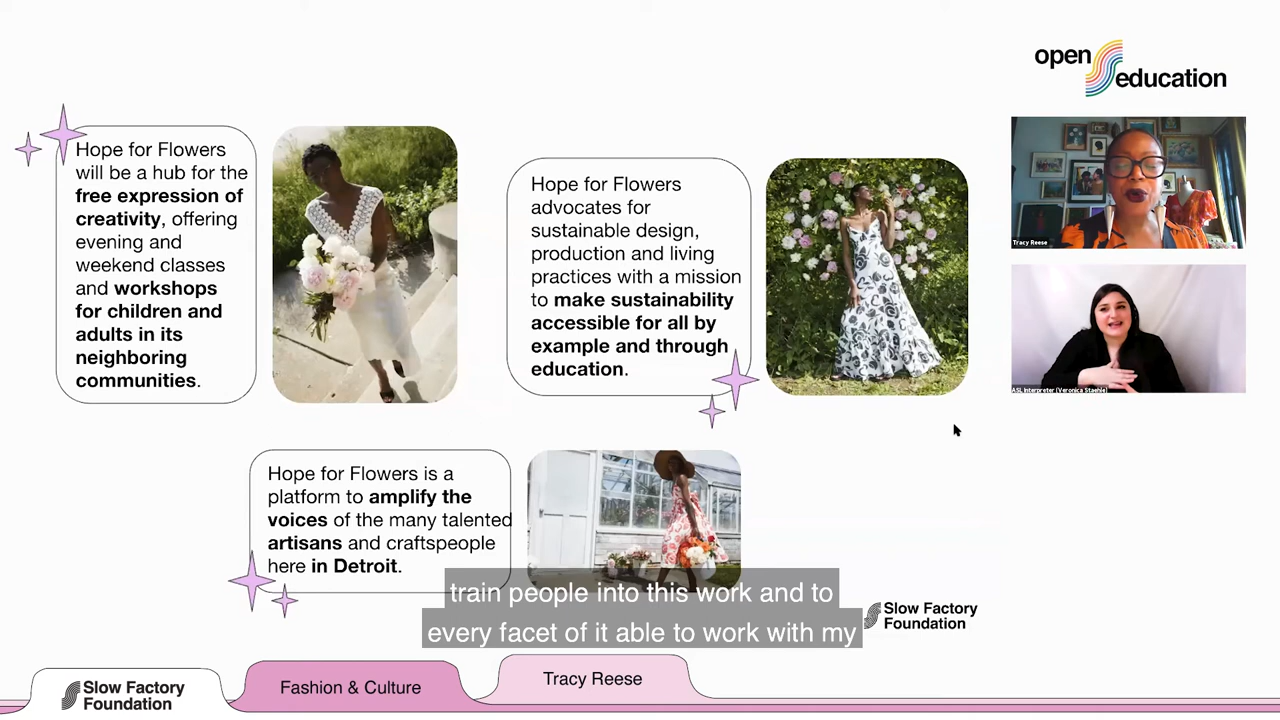 open
education
Hope for Flowers
will be a hub for the
free expression of
creativity, offering
evening and
weekend classes
and workshops
for children and
adults in its
neighboring
communities.
Hope for Flowers
advocates for
sustainable design,
production and living
practices with a mission
to make sustainability
accessible for all by
example and through
education.
Tracy Reese
ASL Interpreter (Veronica Staehle)
Hope for Flowers is a
platform to amplify the
voices of the many talented
artisans and craftspeople
here in Detroit.
train people into this work and to
every facet of it able to work with my
Slow Factory
Foundation
Slow Factory
Foundation
Fashion & Culture
Tracy Reese